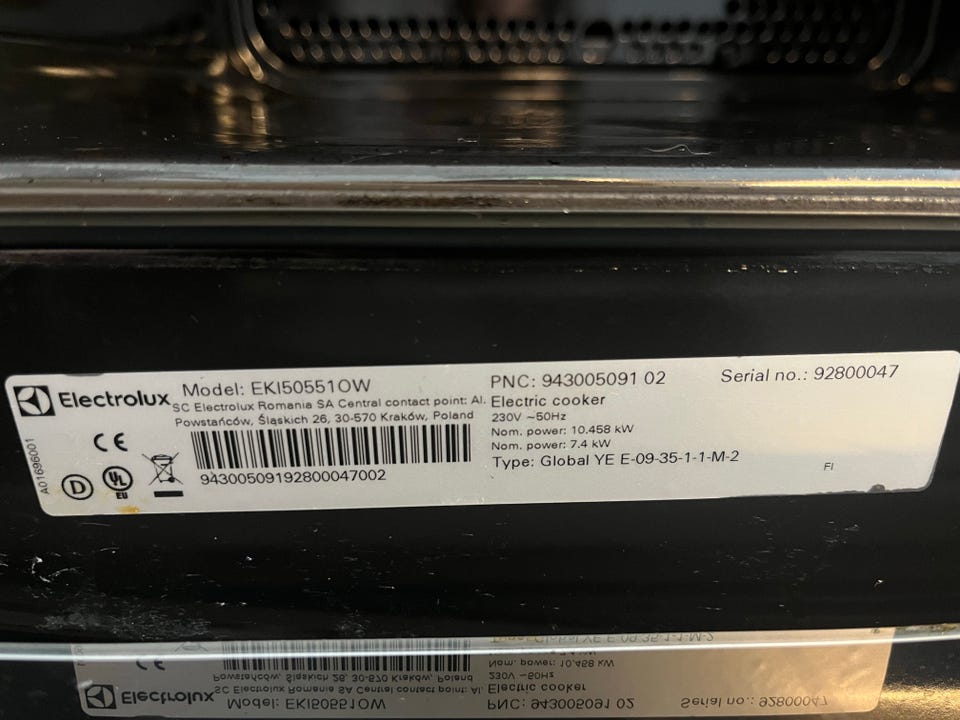 Electrolux
Model: EKI50551OW
SC Electrolux Romania SA Central contact point: Al.
Powstańców, Śląskich 26, 30-570 Kraków, Poland
94300509192800047002
A01696001
CE
D
UL
EU
PNC: 943005091 02
Serial no.: 92800047
Electric cooker
230V ~50Hz
Nom. power: 10.458 kW
Nom. power: 7.4 kW
Type: Global YE E-09-35-1-1-M-2
FI